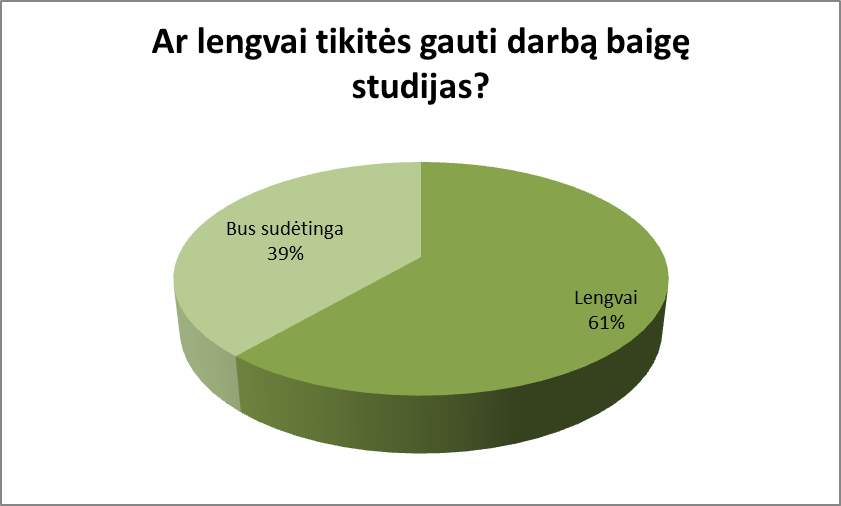 Ar lengvai tikitės gauti darbą baigę
studijas?
Bus sudėtinga
39%
Lengvai
61%